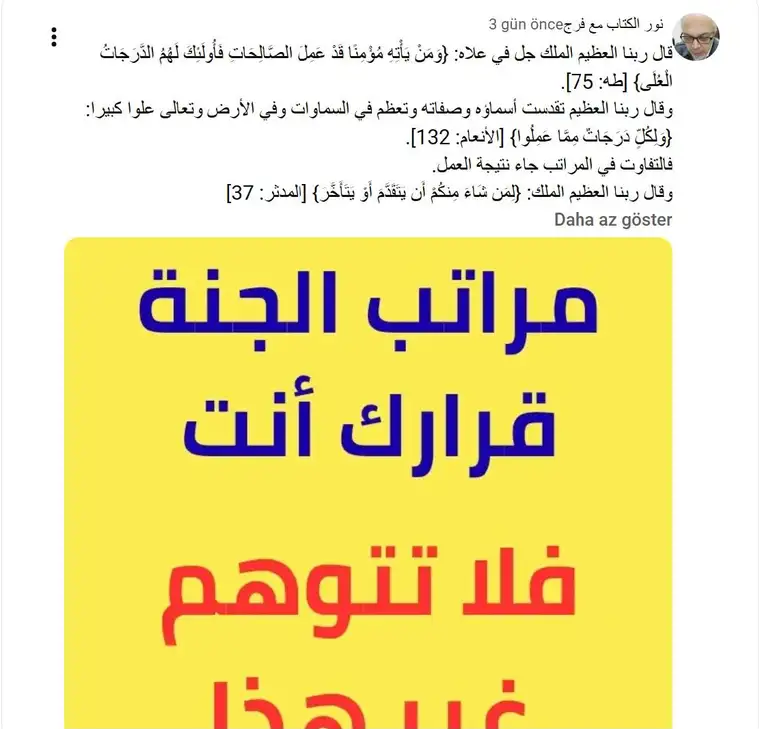 نور الكتاب مع فرج3 gün önce
قال ربنا العظيم الملك جل في علاه: {وَمَنْ يَأْتِهِ مُؤْمِنًا قَدْ عَمِلَ الصَّالِحَاتِ فَأُولَئِكَ لَهُمُ الدَّرَجَاتُ
الْعُلَى} [طه: 75].
وقال ربنا العظيم تقدست أسماؤه وصفاته وتعظم في السماوات وفي الأرض وتعالى علوا كبيرا:
{وَلِكُلٍّ دَرَجَاتٌ مِمَّا عَمِلُوا} [الأنعام: 132].
فالتفاوت في المراتب جاء نتيجة العمل.
وقال ربنا العظيم الملك: {لِمَن شَاءَ مِنكُمْ أَن يَتَقَدَّمَ أَوْ يَتَأَخَّرَ} [المدثر: 37]
Daha az göster
مراتب الجنة
قرارك أنت
فلا تتوهم
غير هذا